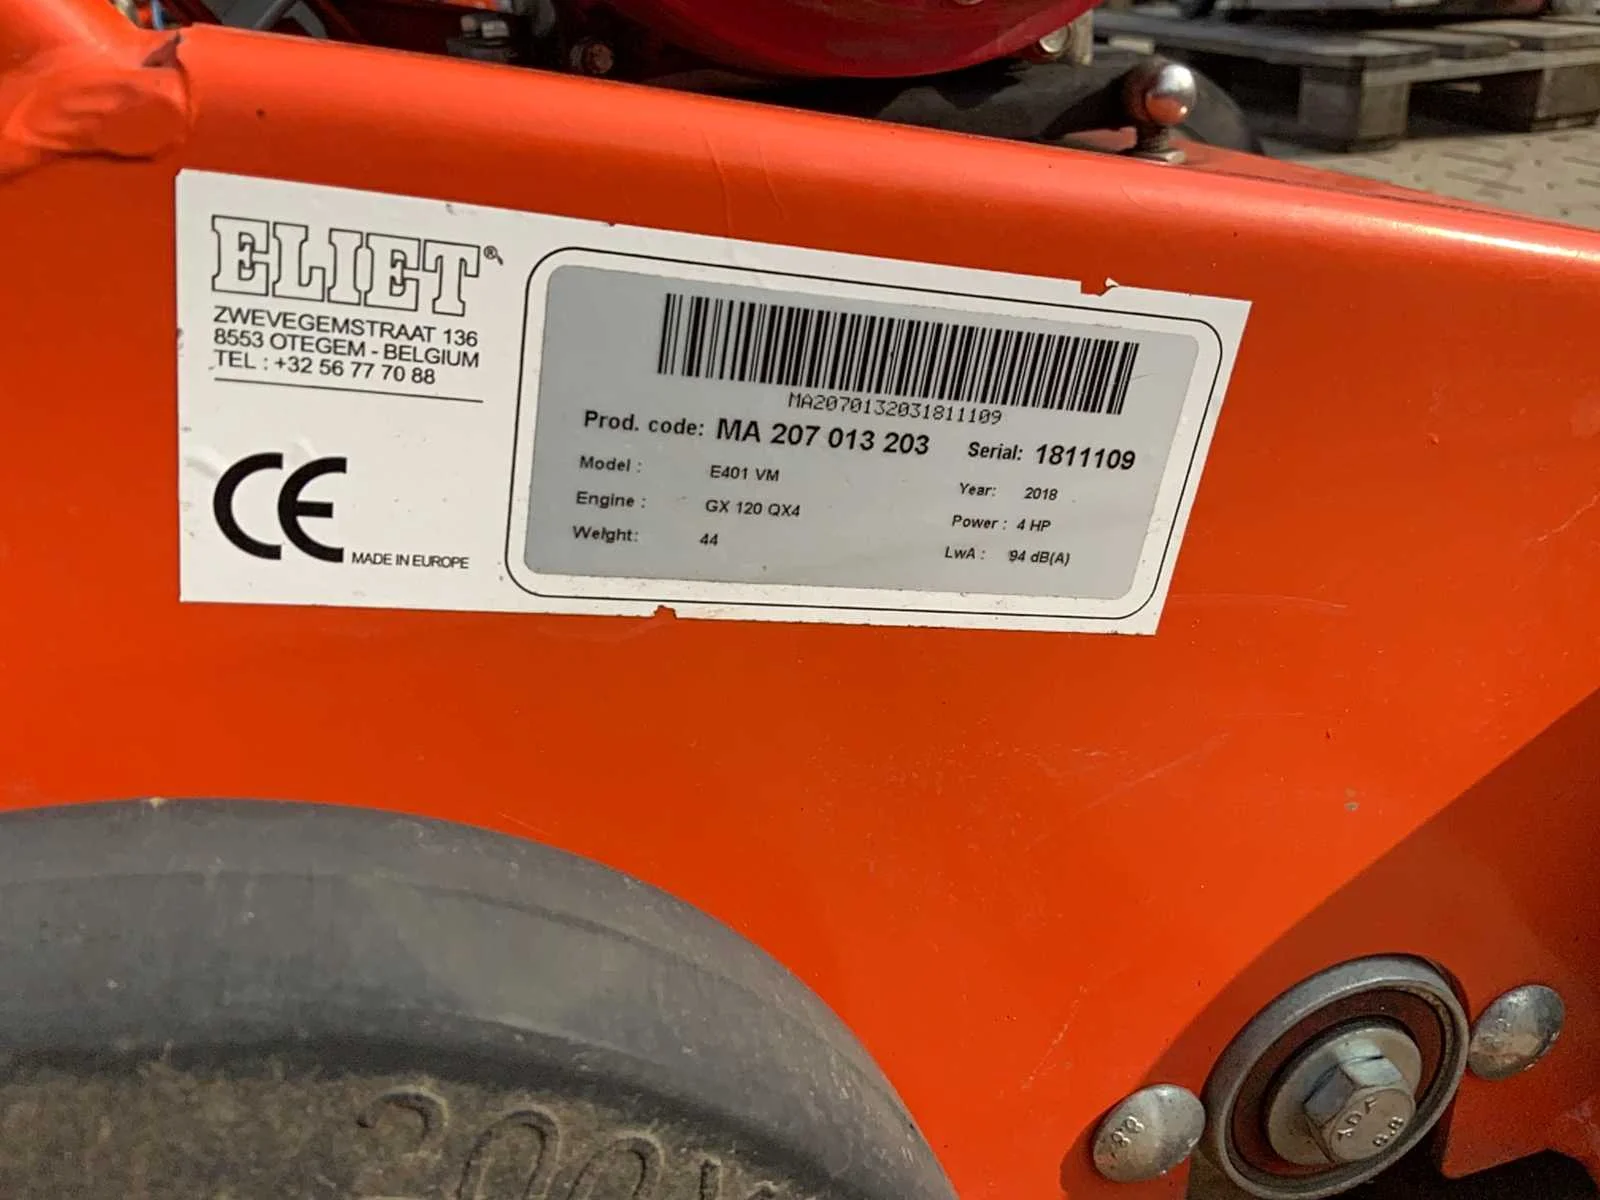 ELIET®
ZWEVEGEMSTRAAT 136
8553 OTEGEM - BELGIUM
TEL : +32 56 77 70 88
CE MADE IN EUROPE
MA2070132031811109
Prod. code: MA 207 013 203 Serial: 1811109
Model : E401 VM Year: 2018
Engine : GX 120 QX4 Power : 4 HP
Weight: 44 LwA : 94 dB(A)
8.8